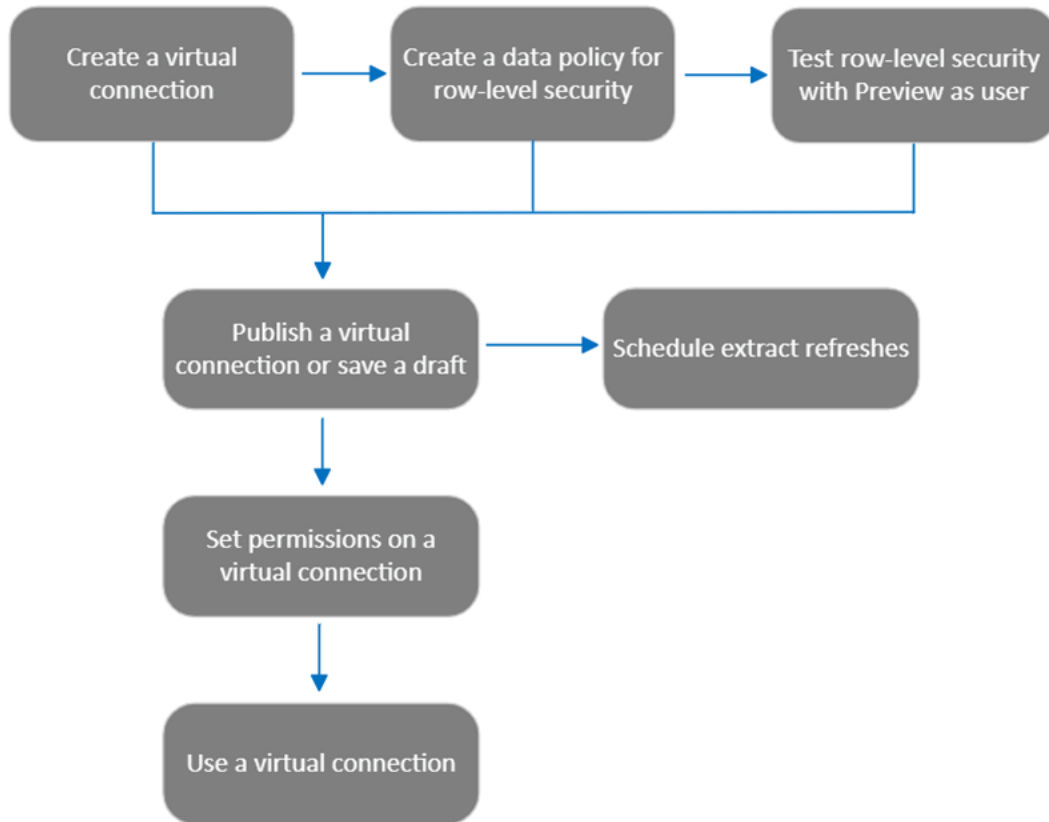 Create a virtual
connection
Create a data policy for
row-level security
Test row-level security
with Preview as user
Publish a virtual
connection or save a draft
Schedule extract refreshes
Set permissions on a
virtual connection
Use a virtual connection